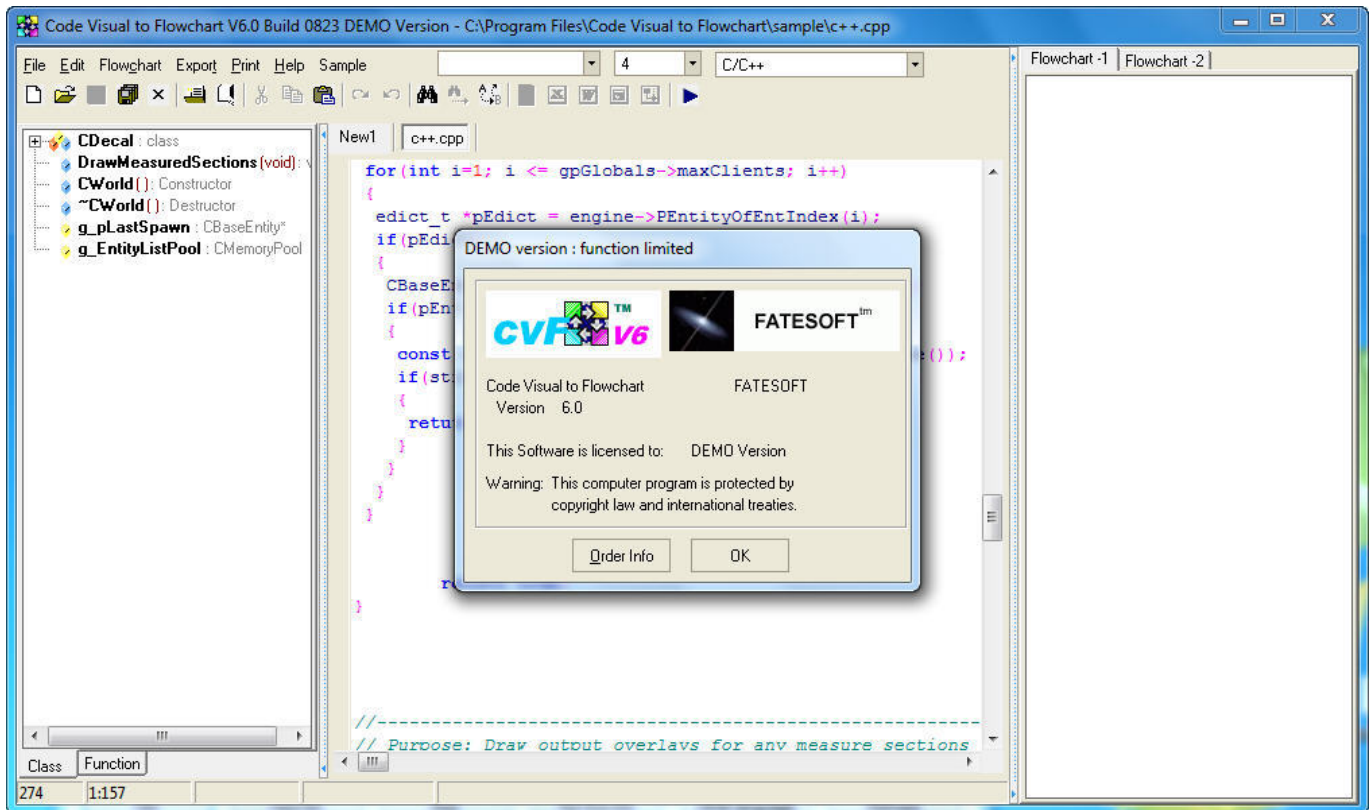 Code Visual to Flowchart V6.0 Build 0823 DEMO Version - C:\Program Files\Code Visual to Flowchart\sample\c++.cpp
File Edit Flowchart Export Print Help Sample
4
C/C++
Flowchart -1
Flowchart -2
CDecal : class
DrawMeasuredSections (void) :
CWorld ( ) : Constructor
~CWorld ( ) : Destructor
g_pLastSpawn : CBaseEntity*
g_EntityListPool : CMemoryPool
New1
c++.cpp
for(int i=1; i <= gpGlobals->maxClients; i++)
{
edict_t *pEdict = engine->PEntityOfEntIndex(i);
if(pEdi
{
CBaseE
if(pEn
{
const
());
if(st
{
retu
}
}
}
}
}
DEMO version : function limited
CVF V6 TM
FATESOFT tm
Code Visual to Flowchart FATESOFT
Version 6.0
This Software is licensed to: DEMO Version
Warning: This computer program is protected by
copyright law and international treaties.
Order Info
OK
//--------------------------------------------------------
// Purpose: Draw output overlays for any measure sections
Class
Function
274
1:157